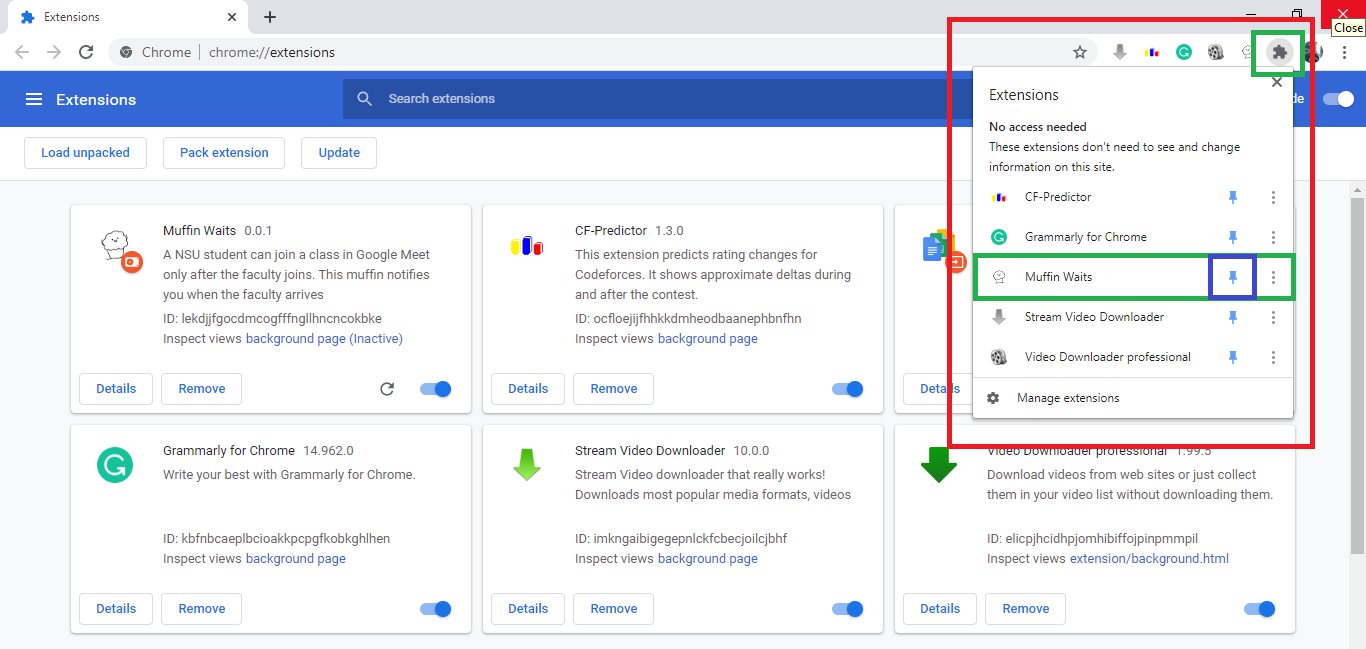 Extensions
Close
Chrome
chrome://extensions
Extensions
Search extensions
de
Load unpacked
Pack extension
Update
Extensions
No access needed
These extensions don't need to see and change
information on this site.
CF-Predictor
Grammarly for Chrome
Muffin Waits
Stream Video Downloader
Video Downloader professional
Manage extensions
Muffin Waits 0.0.1
A NSU student can join a class in Google Meet
only after the faculty joins. This muffin notifies
you when the faculty arrives
ID: lekdjjfgocdmcogfffngllhncncokbke
Inspect views background page (Inactive)
Details
Remove
CF-Predictor 1.3.0
This extension predicts rating changes for
Codeforces. It shows approximate deltas during
and after the contest.
ID: ocfloejijfhhkkdmheodbaanephbnfhn
Inspect views background page
Details
Remove
Details
Grammarly for Chrome 14.962.0
Write your best with Grammarly for Chrome.
ID: kbfnbcaeplbcioakkpcpgfkobkghlhen
Inspect views background page
Details
Remove
Stream Video Downloader 10.0.0
Stream Video downloader that really works!
Downloads most popular media formats, videos
ID: imkngaibigegepnlckfcbecjoilcjbhf
Inspect views background page
Details
Remove
Video Downloader professional 1.99.5
Download videos from web sites or just collect
them in your video list without downloading them.
ID: elicpjhcidhpjomhibiffojpinpmmpil
Inspect views extension/background.html
Details
Remove